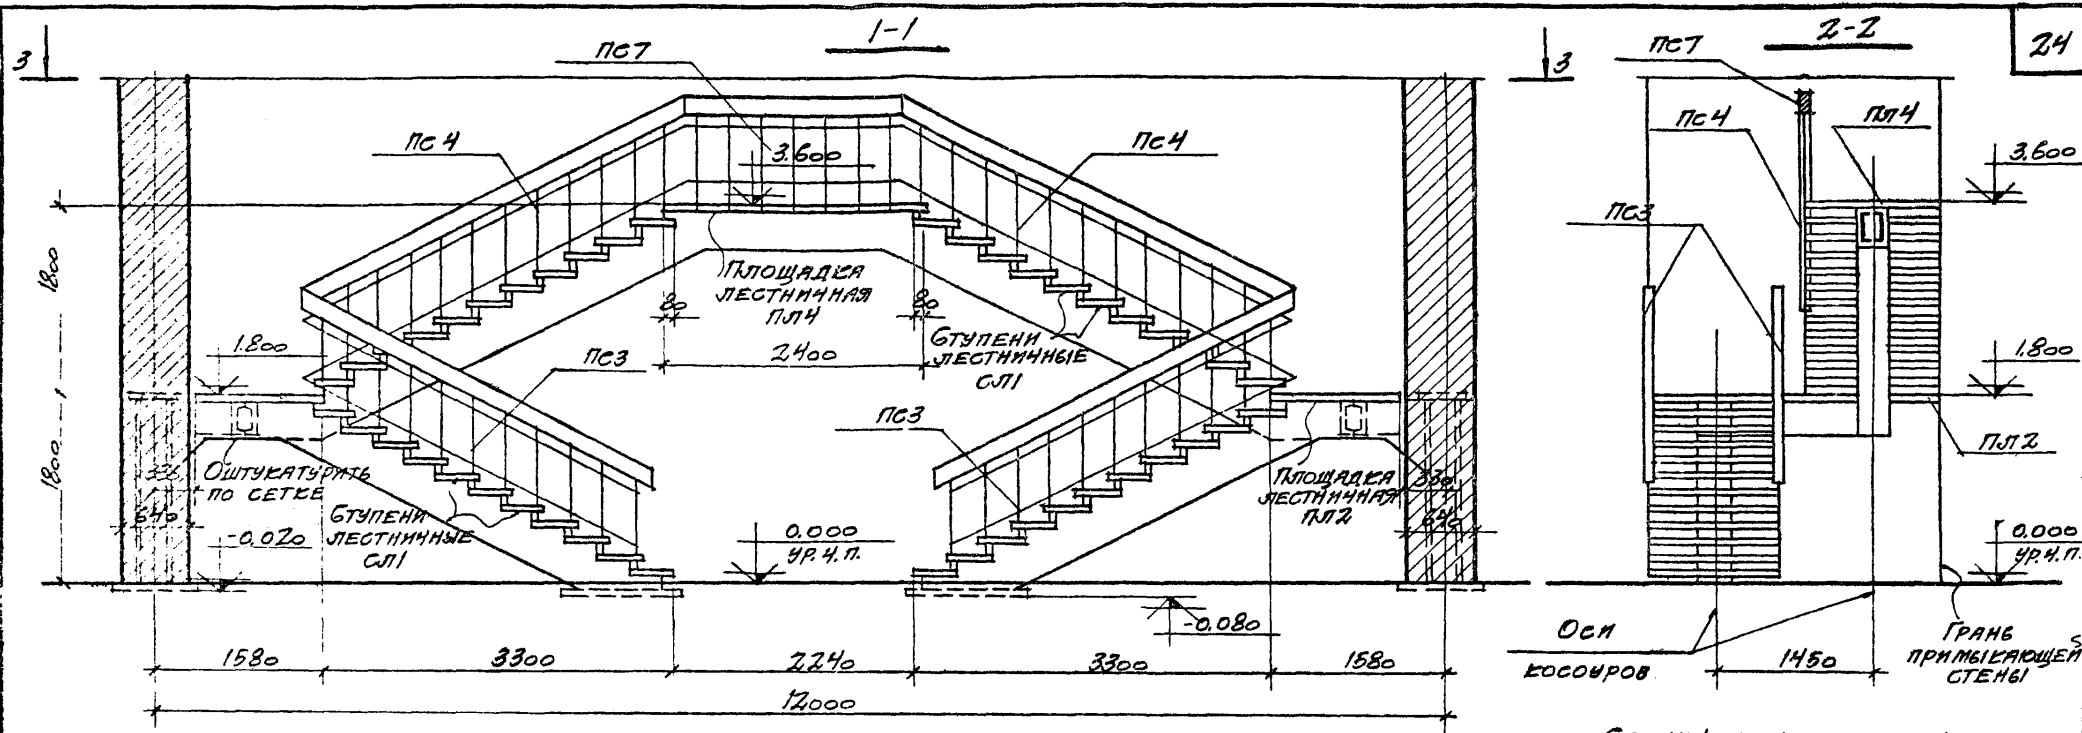 1-1
2-2
24
3
3
ПС7
ПС4
3.600
ПС4
ПС7
ПС4
ПЛ4
3.600
ПС3
1800
1800
ПЛОЩАДКА
ЛЕСТНИЧНАЯ
ПЛ4
80
80
2400
СТУПЕНИ
ЛЕСТНИЧНЫЕ
СЛ1
1.800
ПС3
ПС3
1.800
ПЛ2
ОШТУКАТУРИТЬ
ПО СЕТКЕ
640
-0.020
СТУПЕНИ
ЛЕСТНИЧНЫЕ
СЛ1
0.000
УР.Ч.П.
ПЛОЩАДКА
ЛЕСТНИЧНАЯ
ПЛ2
330
640
0.000
УР.Ч.П.
-0.080
ОСИ
КОСОУРОВ
1450
ГРАНЬ
ПРИМЫКАЮЩЕЙ
СТЕНЫ
1580
3300
2240
3300
1580
12000